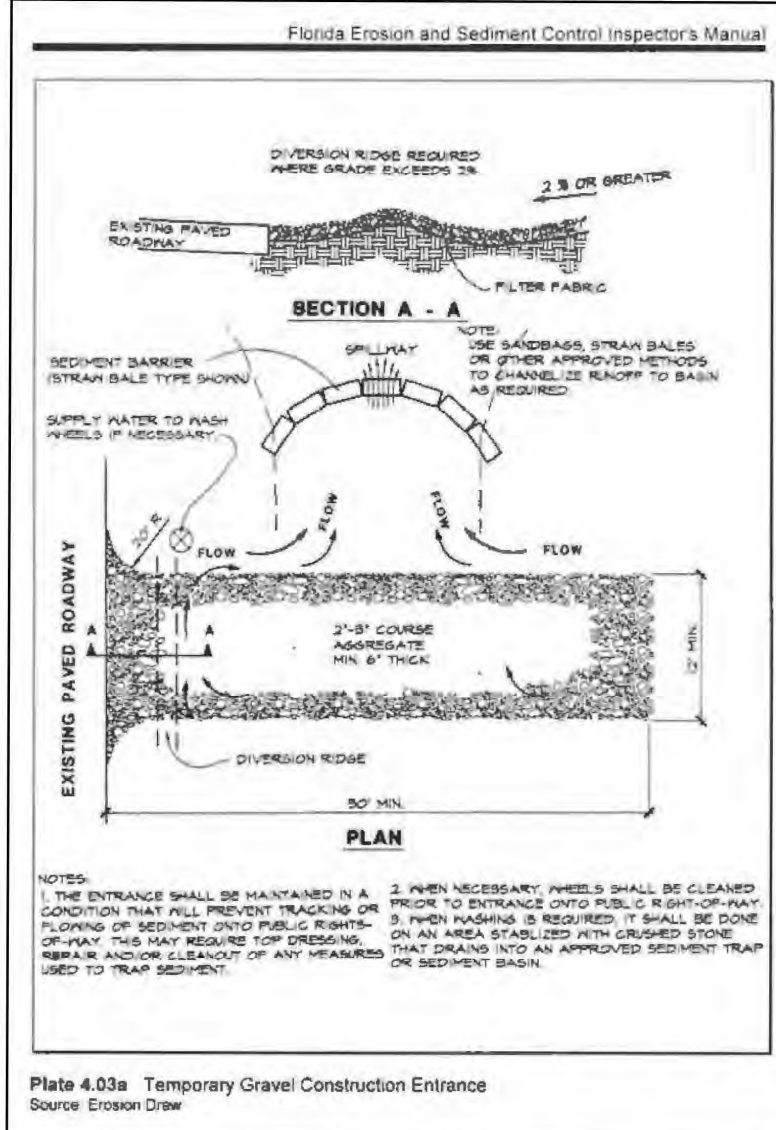 Florida Erosion and Sediment Control Inspector's Manual
DIVERSION RIDGE REQUIRED
WHERE GRADE EXCEEDS 2%
2 % OR GREATER
EXISTING PAVED
ROADWAY
FILTER FABRIC
SECTION A - A
NOTE:
USE SANDBAGS, STRAW BALES
OR OTHER APPROVED METHODS
TO CHANNELIZE RUNOFF TO BASIN
AS REQUIRED.
SPILLWAY
SEDIMENT BARRIER
(STRAW BALE TYPE SHOWN)
SUPPLY WATER TO WASH
WHEELS IF NECESSARY.
20' R.
FLOW
FLOW
FLOW
FLOW
EXISTING PAVED ROADWAY
A
A
2"-3" COURSE
AGGREGATE
MIN. 6" THICK
12' MIN.
DIVERSION RIDGE
50' MIN.
PLAN
NOTES:
1. THE ENTRANCE SHALL BE MAINTAINED IN A
CONDITION THAT WILL PREVENT TRACKING OR
FLOWING OF SEDIMENT ONTO PUBLIC RIGHTS-
OF-WAY. THIS MAY REQUIRE TOP DRESSING,
REPAIR AND/OR CLEANOUT OF ANY MEASURES
USED TO TRAP SEDIMENT.
2. WHEN NECESSARY, WHEELS SHALL BE CLEANED
PRIOR TO ENTRANCE ONTO PUBLIC RIGHT-OF-WAY.
3. WHEN WASHING IS REQUIRED, IT SHALL BE DONE
ON AN AREA STABLIZED WITH CRUSHED STONE
THAT DRAINS INTO AN APPROVED SEDIMENT TRAP
OR SEDIMENT BASIN.
Plate 4.03a Temporary Gravel Construction Entrance
Source: Erosion Draw